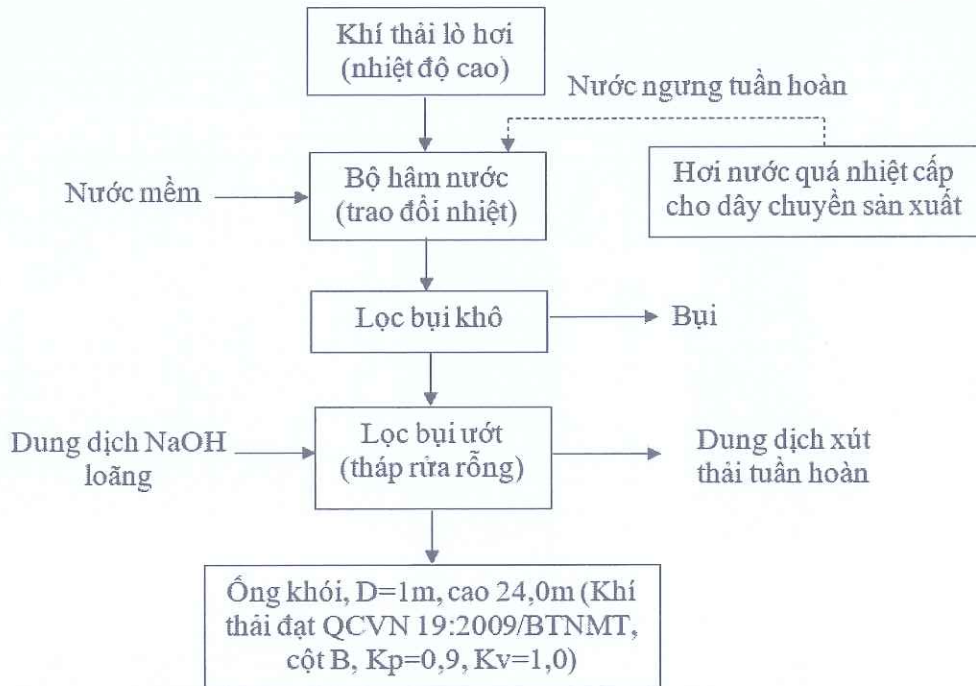 Khí thải lò hơi
(nhiệt độ cao)
Nước ngưng tuần hoàn
Nước mềm
Bộ hâm nước
(trao đổi nhiệt)
Hơi nước quá nhiệt cấp
cho dây chuyền sản xuất
Lọc bụi khô
Bụi
Dung dịch NaOH
loãng
Lọc bụi ướt
(tháp rửa rỗng)
Dung dịch xút
thải tuần hoàn
Ống khói, D=1m, cao 24,0m (Khí
thải đạt QCVN 19:2009/BTNMT,
cột B, Kp=0,9, Kv=1,0)